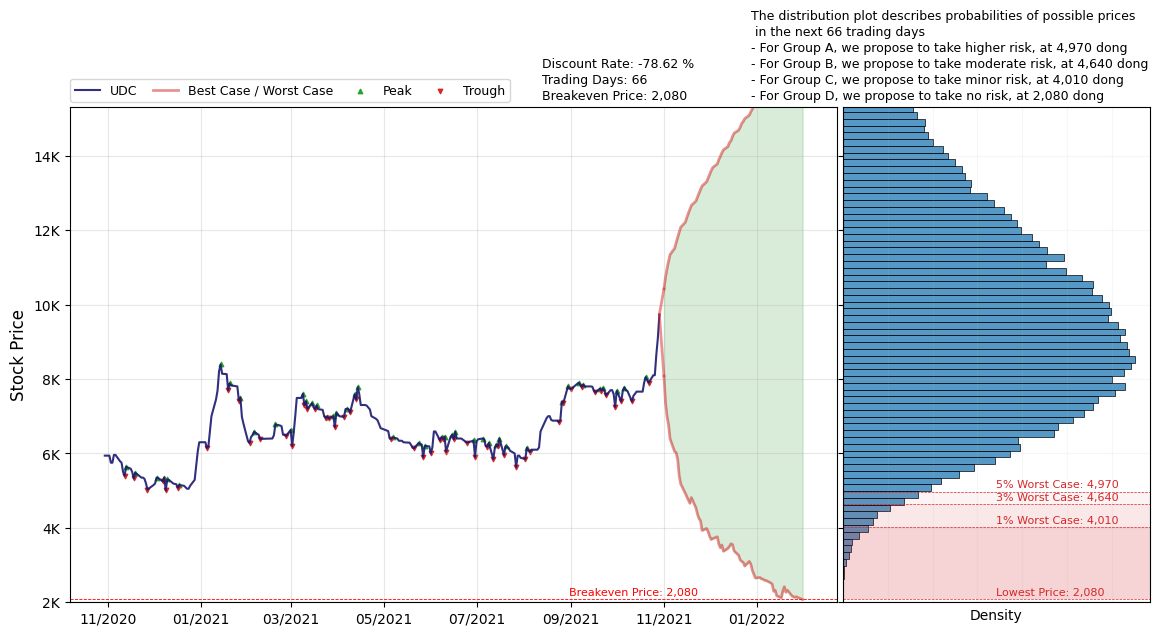 The distribution plot describes probabilities of possible prices
in the next 66 trading days
- For Group A, we propose to take higher risk, at 4,970 dong
- For Group B, we propose to take moderate risk, at 4,640 dong
- For Group C, we propose to take minor risk, at 4,010 dong
- For Group D, we propose to take no risk, at 2,080 dong
Discount Rate: -78.62 %
Trading Days: 66
Breakeven Price: 2,080
UDC
Best Case / Worst Case
Peak
Trough
Stock Price
14K
12K
10K
8K
6K
4K
2K
11/2020
01/2021
03/2021
05/2021
07/2021
09/2021
11/2021
01/2022
Breakeven Price: 2,080
5% Worst Case: 4,970
3% Worst Case: 4,640
1% Worst Case: 4,010
Lowest Price: 2,080
Density